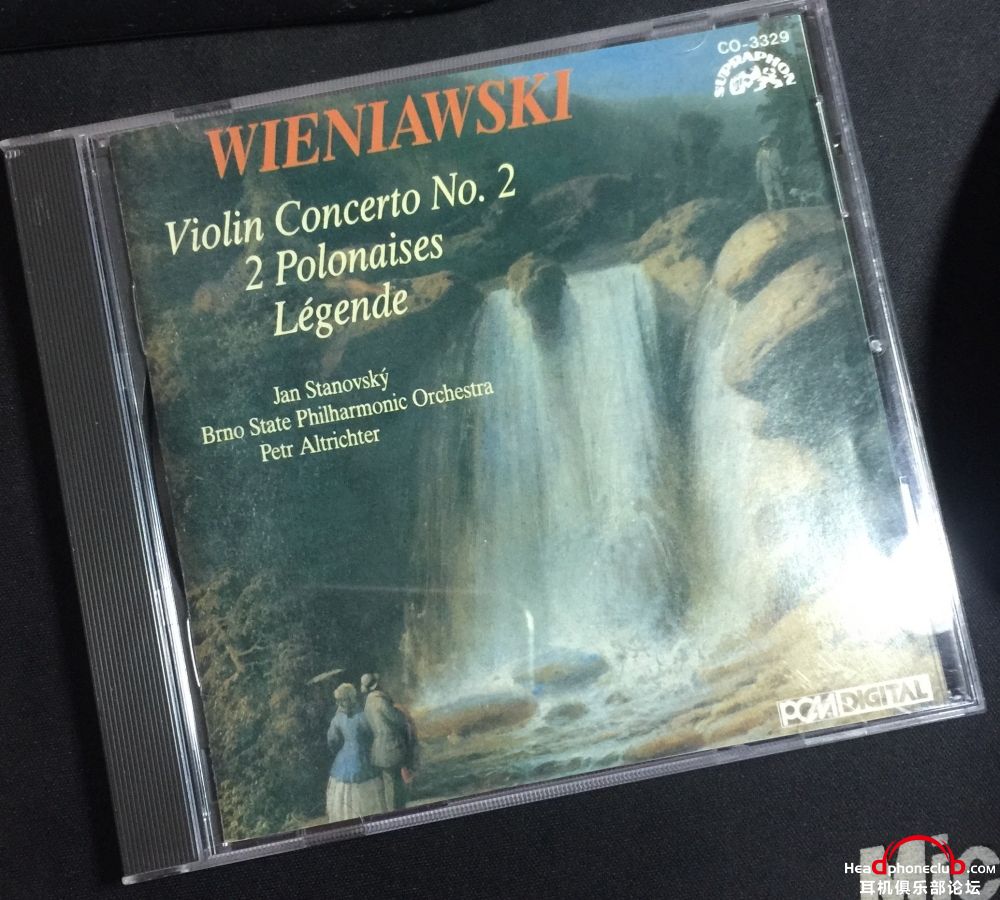 CO-3329
SUPRAPHON
WIENIAWSKI
Violin Concerto No. 2
2 Polonaises
Légende
Jan Stanovský
Brno State Philharmonic Orchestra
Petr Altrichter
PCM DIGITAL
Mic
Headphoneclub.com
耳机俱乐部论坛